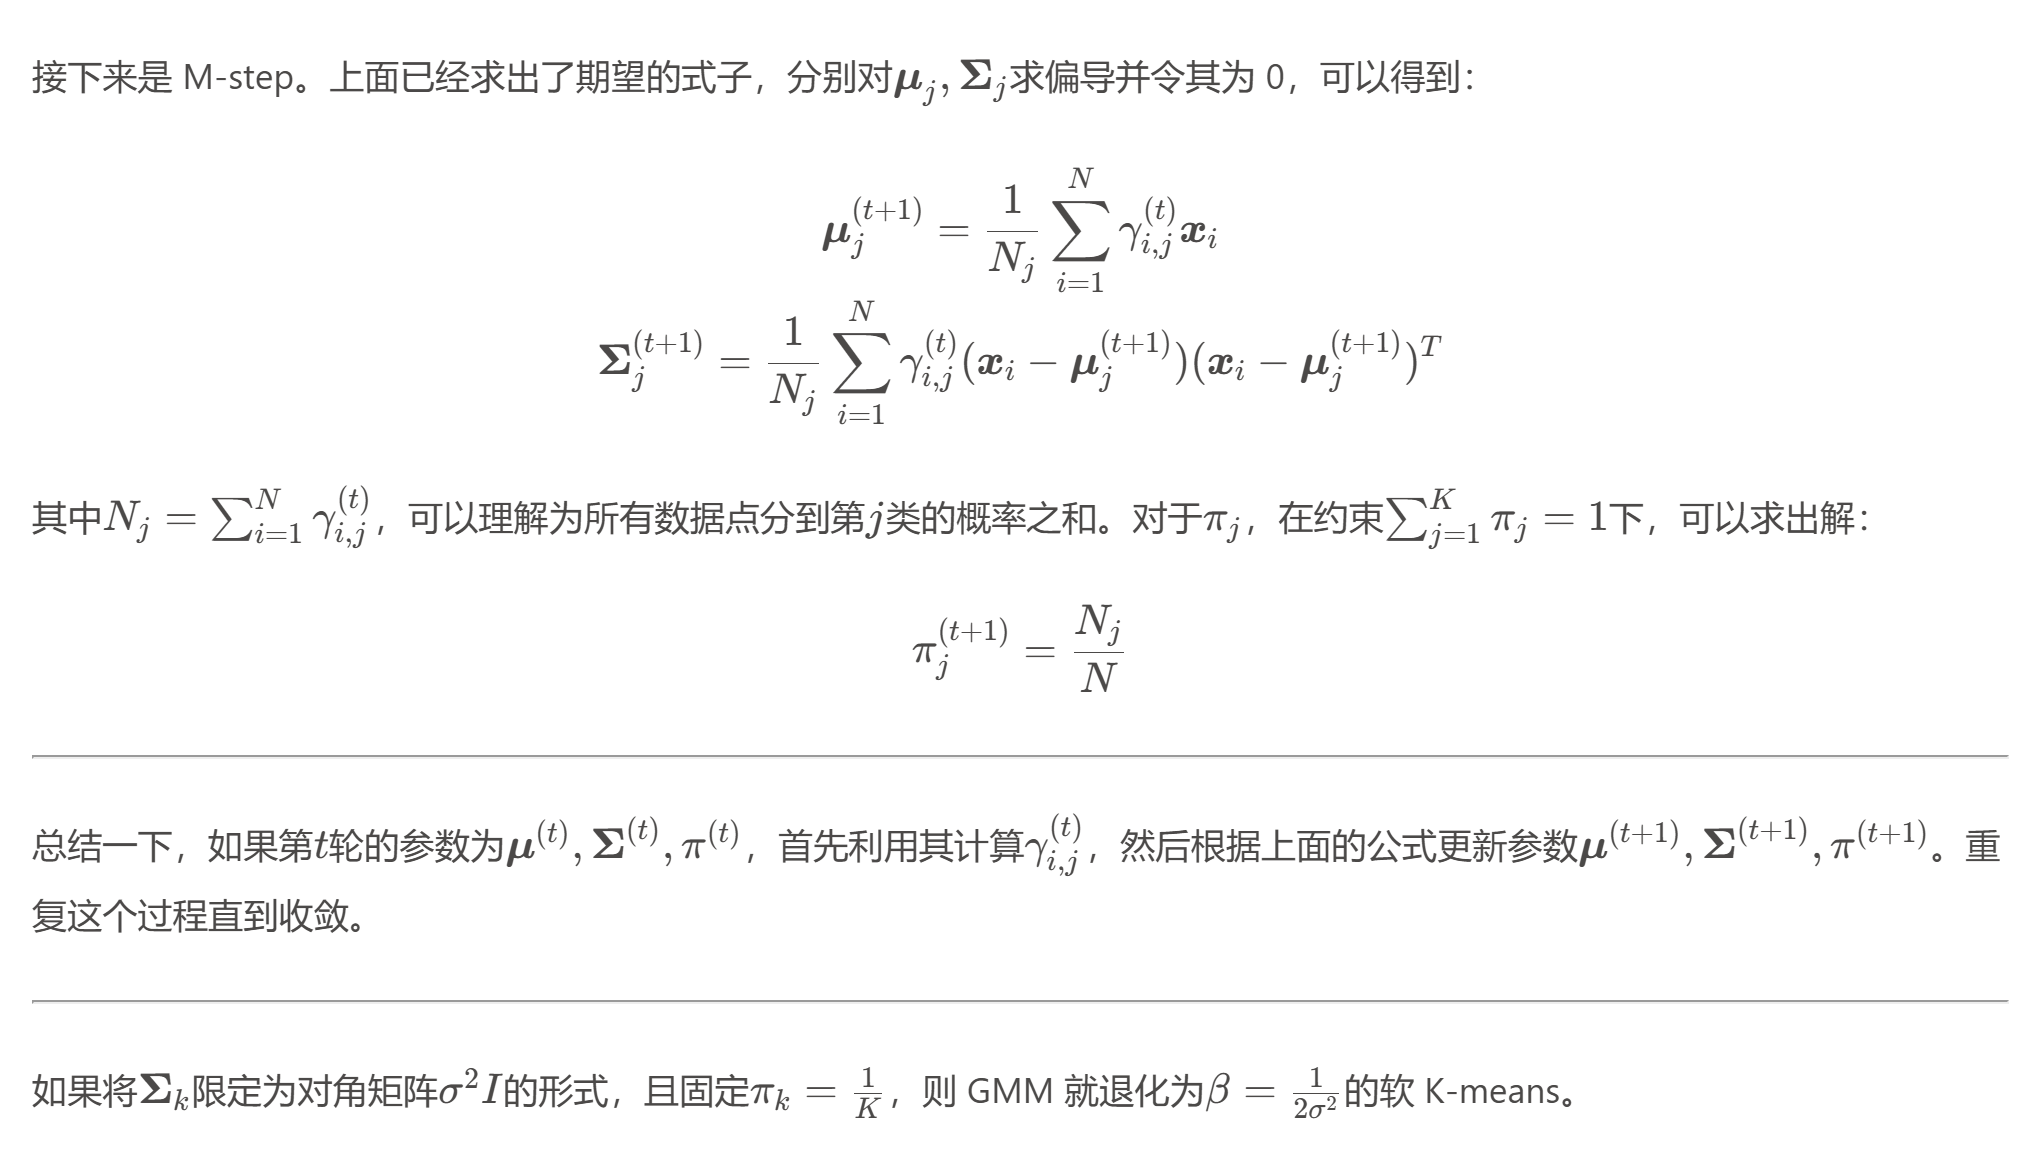 接下来是 M-step。上面已经求出了期望的式子，分别对$\boldsymbol{\mu}_j, \boldsymbol{\Sigma}_j$求偏导并令其为 0，可以得到：
$\boldsymbol{\mu}_j^{(t+1)} = \frac{1}{N_j} \sum_{i=1}^{N} \gamma_{i,j}^{(t)} \boldsymbol{x}_i$
$\boldsymbol{\Sigma}_j^{(t+1)} = \frac{1}{N_j} \sum_{i=1}^{N} \gamma_{i,j}^{(t)} (\boldsymbol{x}_i - \boldsymbol{\mu}_j^{(t+1)})(\boldsymbol{x}_i - \boldsymbol{\mu}_j^{(t+1)})^T$
其中$N_j = \sum_{i=1}^{N} \gamma_{i,j}^{(t)}$，可以理解为所有数据点分到第$j$类的概率之和。对于$\pi_j$，在约束$\sum_{j=1}^{K} \pi_j = 1$下，可以求出解：
$\pi_j^{(t+1)} = \frac{N_j}{N}$
总结一下，如果第$t$轮的参数为$\boldsymbol{\mu}^{(t)}, \boldsymbol{\Sigma}^{(t)}, \pi^{(t)}$，首先利用其计算$\gamma_{i,j}^{(t)}$，然后根据上面的公式更新参数$\boldsymbol{\mu}^{(t+1)}, \boldsymbol{\Sigma}^{(t+1)}, \pi^{(t+1)}$。重
复这个过程直到收敛。
如果将$\boldsymbol{\Sigma}_k$限定为对角矩阵$\sigma^2 I$的形式，且固定$\pi_k = \frac{1}{K}$，则 GMM 就退化为$\beta = \frac{1}{2\sigma^2}$的软 K-means。